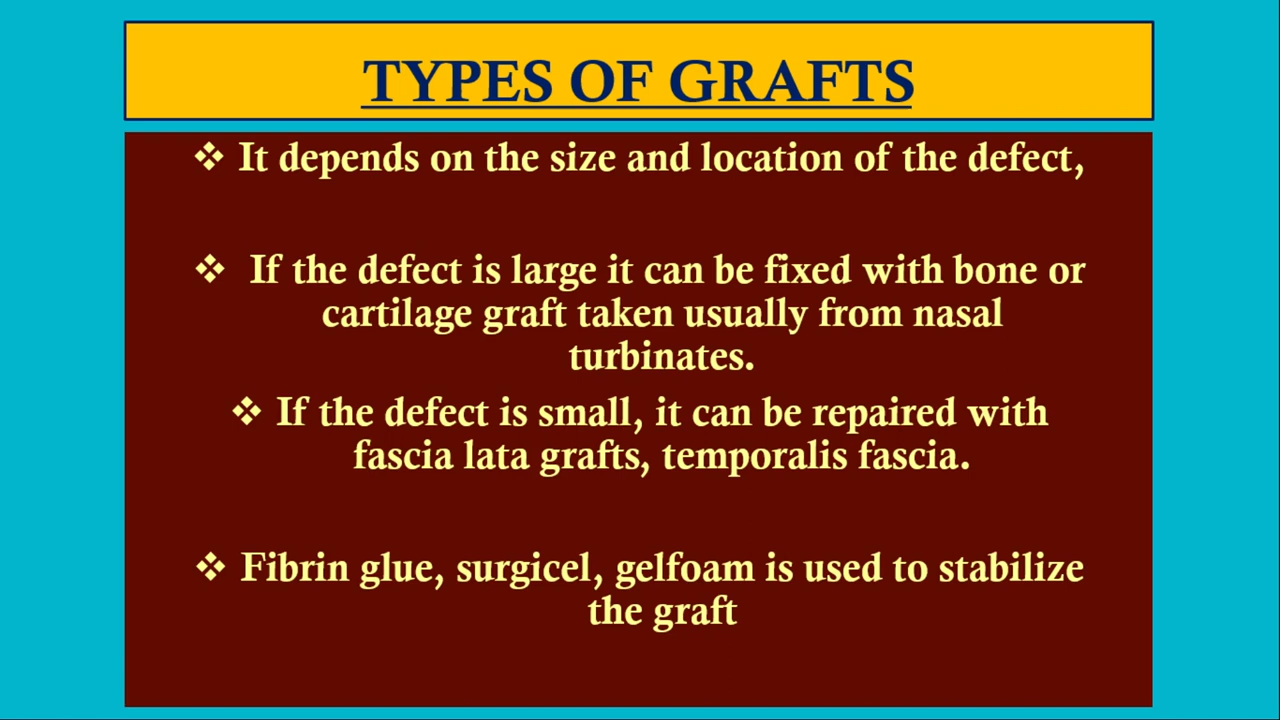 TYPES OF GRAFTS
❖ It depends on the size and location of the defect,
❖ If the defect is large it can be fixed with bone or
cartilage graft taken usually from nasal
turbinates.
❖ If the defect is small, it can be repaired with
fascia lata grafts, temporalis fascia.
❖ Fibrin glue, surgicel, gelfoam is used to stabilize
the graft